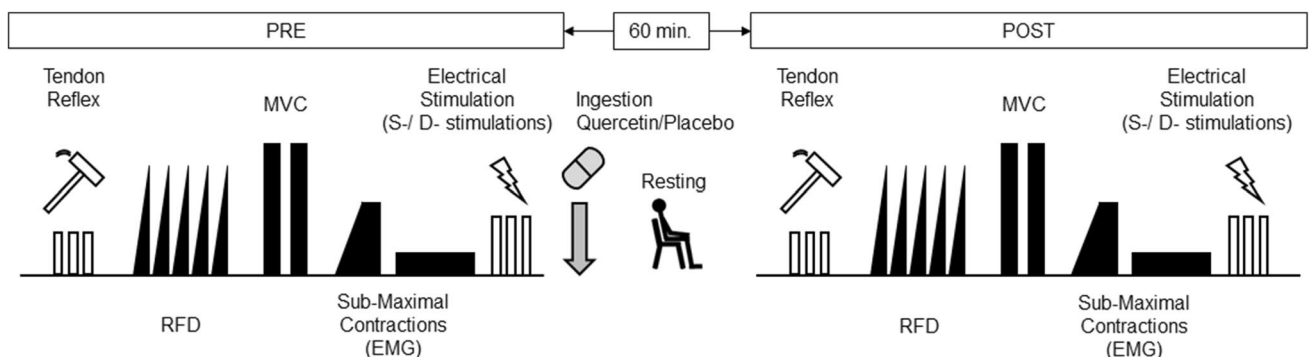 PRE
60 min.
POST
Tendon
Reflex
MVC
Electrical
Stimulation
(S-/ D- stimulations)
RFD
Sub-Maximal
Contractions
(EMG)
Ingestion
Quercetin/Placebo
Resting
Tendon
Reflex
MVC
Electrical
Stimulation
(S-/ D- stimulations)
RFD
Sub-Maximal
Contractions
(EMG)